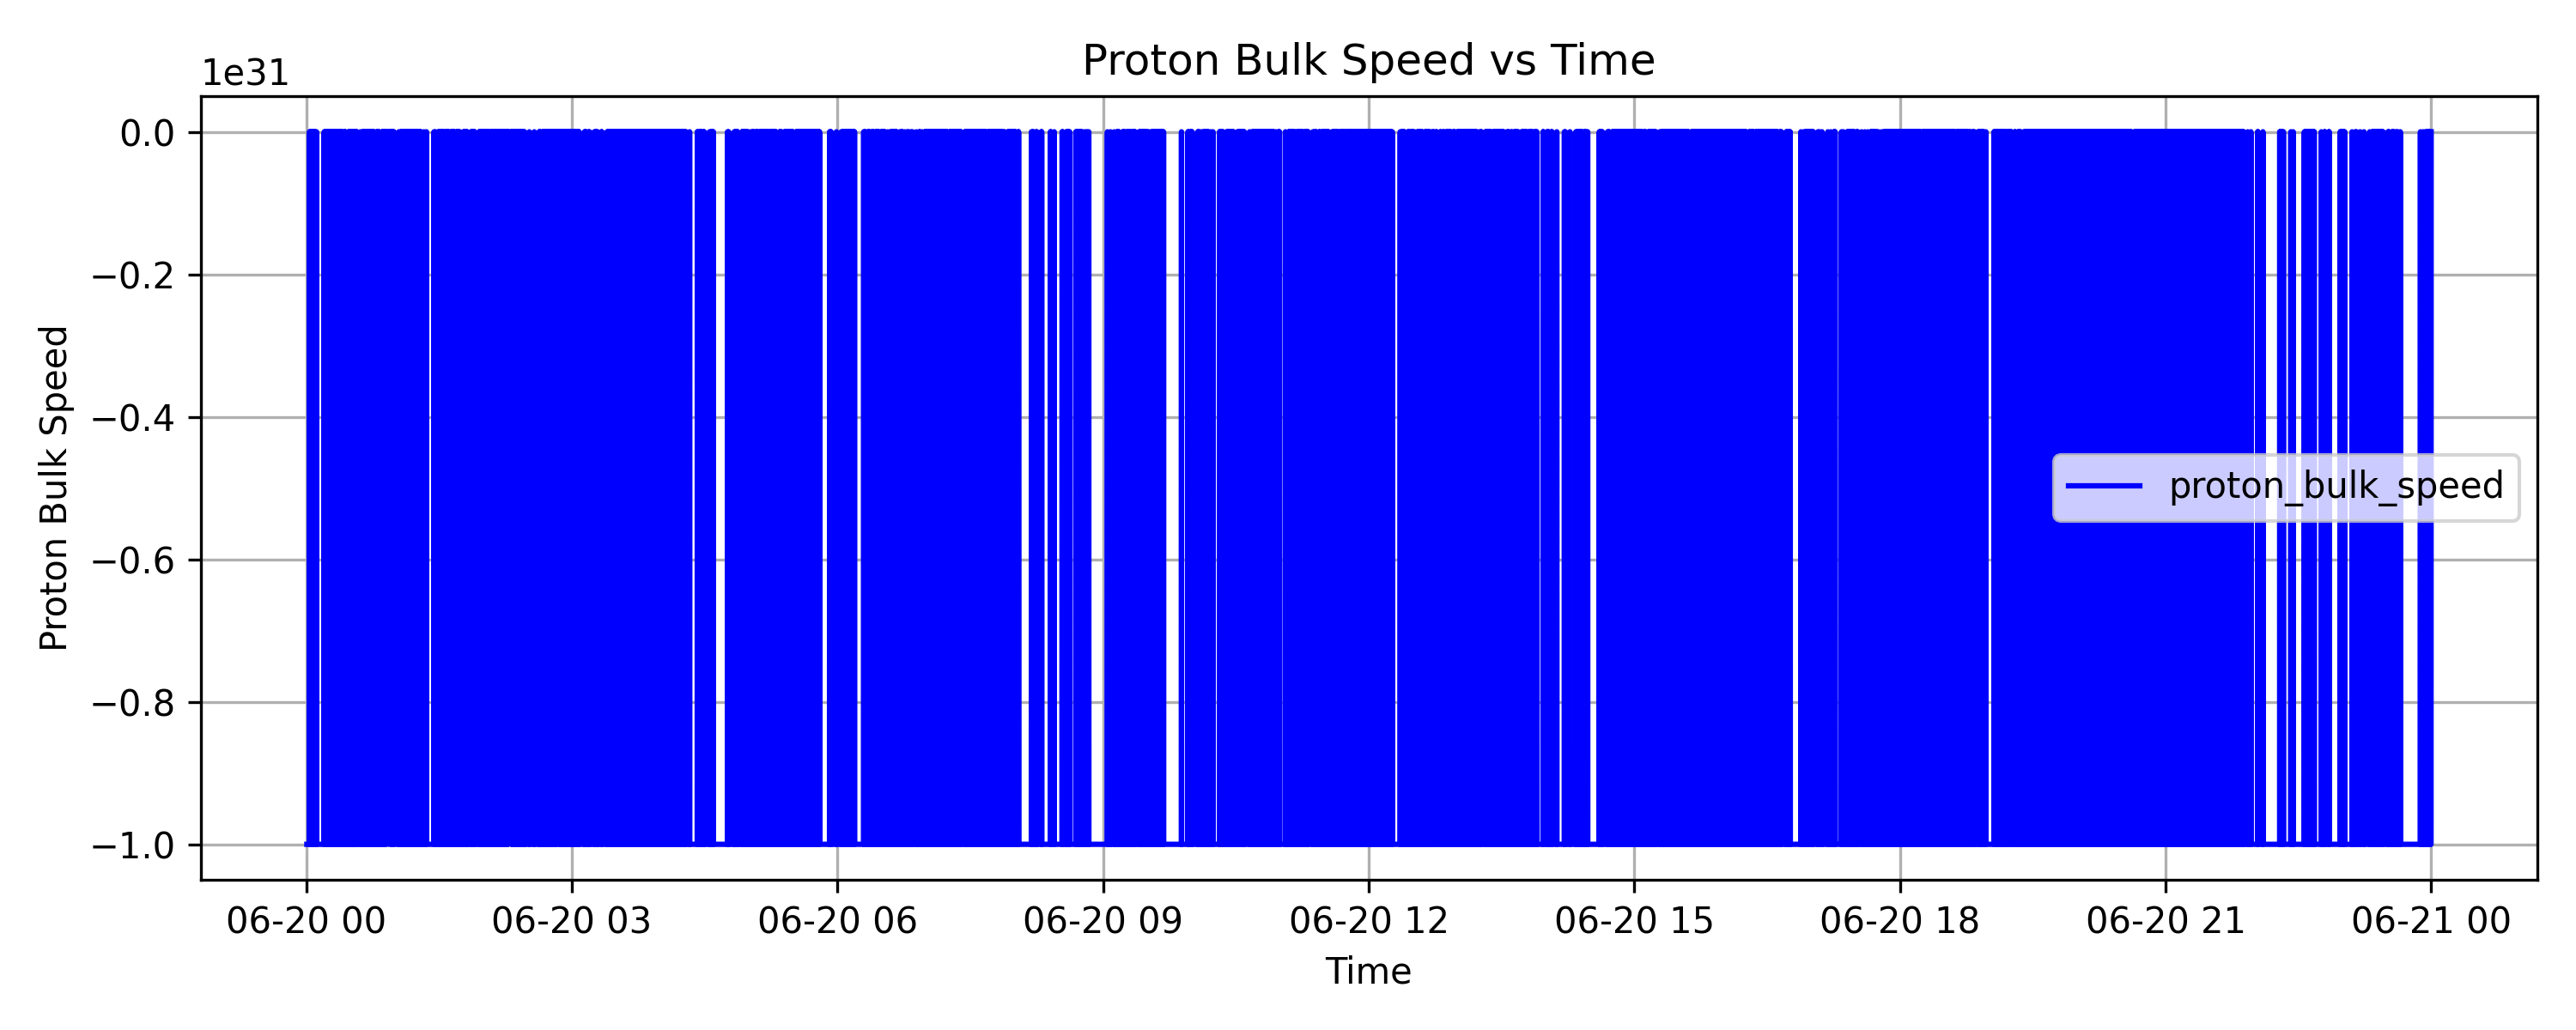 Proton Bulk Speed vs Time
1e31
0.0
−0.2
−0.4
−0.6
−0.8
−1.0
Proton Bulk Speed
proton_bulk_speed
06-20 00 06-20 03 06-20 06 06-20 09 06-20 12 06-20 15 06-20 18 06-20 21 06-21 00
Time